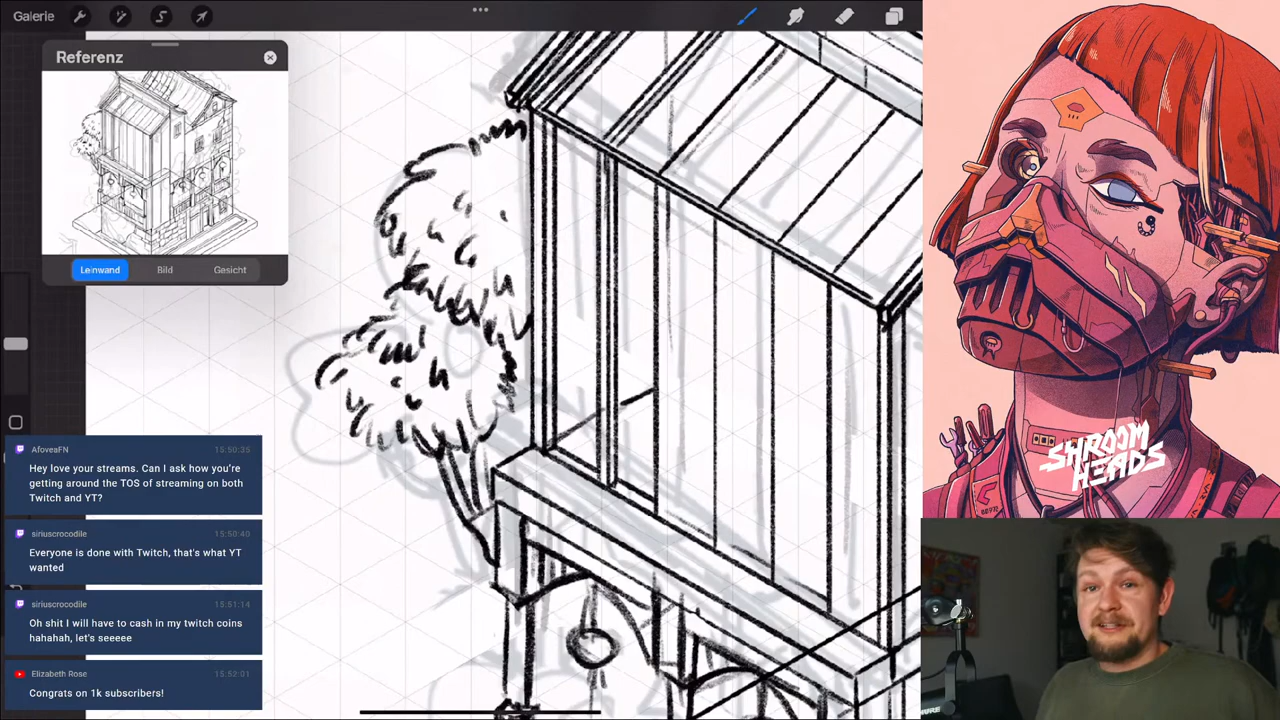 Galerie
Referenz
Leinwand
Bild
Gesicht
AfoveaFN
15:50:35
Hey love your streams. Can I ask how you're
getting around the TOS of streaming on both
Twitch and YT?
siriuscrocodile
15:50:40
Everyone is done with Twitch, that's what YT
wanted
siriuscrocodile
15:51:14
Oh shit I will have to cash in my twitch coins
hahahah, let's seeeee
Elizabeth Rose
15:52:01
Congrats on 1k subscribers!
SHROOM
HEADS